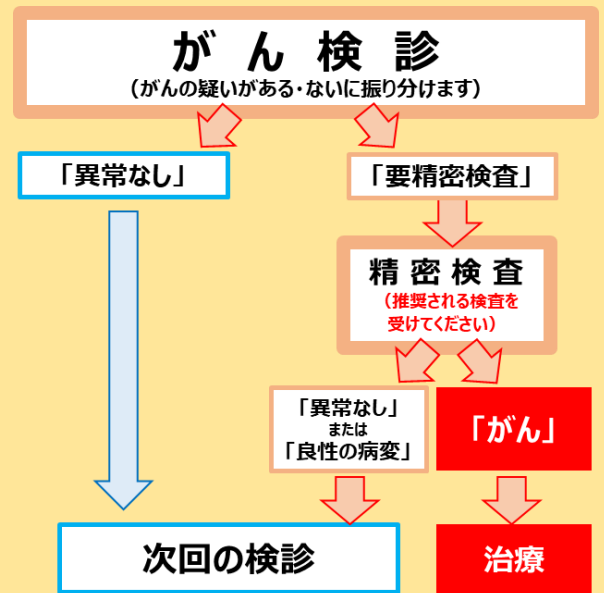 がん検診
（がんの疑いがある・ないに振り分けます）
「異常なし」
「要精密検査」
精密検査
（推奨される検査を
受けてください）
「異常なし」
または
「良性の病変」
「がん」
次回の検診
治療